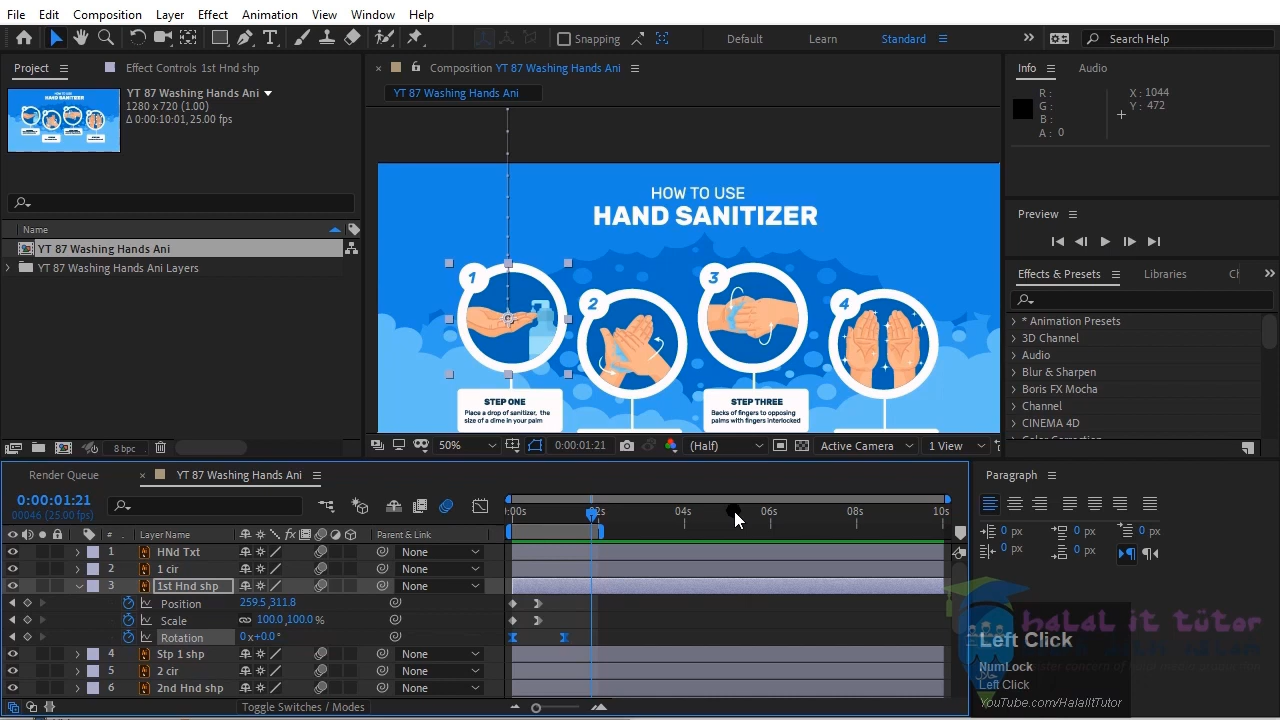 File Edit Composition Layer Effect Animation View Window Help
Snapping Default Learn Standard Search Help
Project Effect Controls 1st Hnd shp
YT 87 Washing Hands Ani
1280 x 720 (1.00)
Δ 0:00:10:01, 25.00 fps
Name
YT 87 Washing Hands Ani
YT 87 Washing Hands Ani Layers
8 bpc
Composition YT 87 Washing Hands Ani
YT 87 Washing Hands Ani
HOW TO USE
HAND SANITIZER
1
2
3
4
STEP ONE
Place a drop of sanitizer, the
size of a dime in your palm
STEP THREE
Backs of fingers to opposing
palms with fingers interlocked
50% 0:00:01:21 (Half) Active Camera 1 View
Info Audio
R :
G :
B :
A : 0
X : 1044
Y : 472
Preview
Effects & Presets Libraries
* Animation Presets
3D Channel
Audio
Blur & Sharpen
Boris FX Mocha
Channel
CINEMA 4D
Render Queue YT 87 Washing Hands Ani
0:00:01:21
00046 (25.00 fps)
:00s 2s 04s 06s 08s 10s
# Layer Name fx Parent & Link
1 HNd Txt None
2 1 cir None
3 1st Hnd shp None
Position 259.5,311.8
Scale 100.0,100.0%
Rotation 0x+0.0°
4 Stp 1 shp None
5 2 cir None
6 2nd Hnd shp None
Toggle Switches / Modes
Paragraph
0 px 0 px 0 px
0 px 0 px
halal it tutor
Left Click
NumLock
Left Click
YouTube.com/HalalItTutor